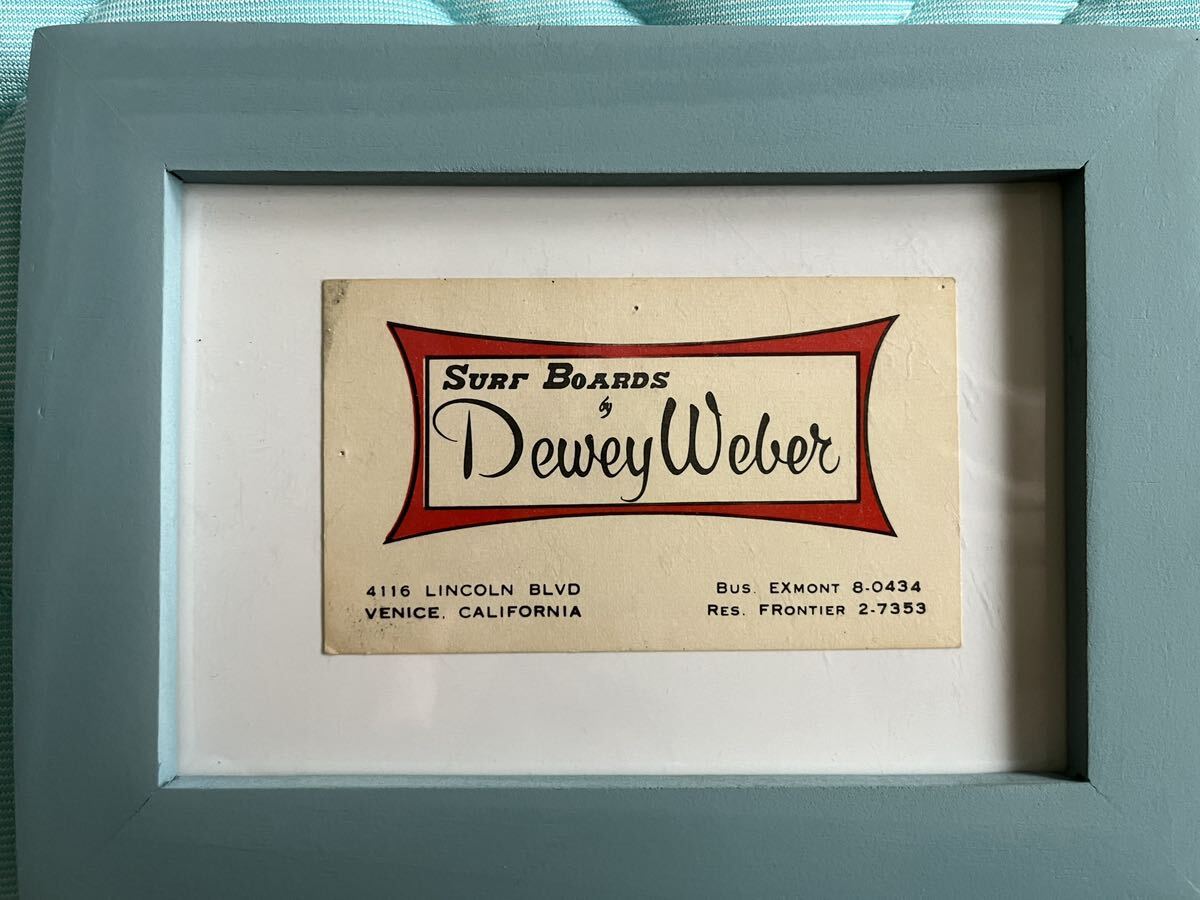 SURF BOARDS
by
Dewey Weber
4116 LINCOLN BLVD
VENICE, CALIFORNIA
BUS. EXMONT 8-0434
RES. FRONTIER 2-7353